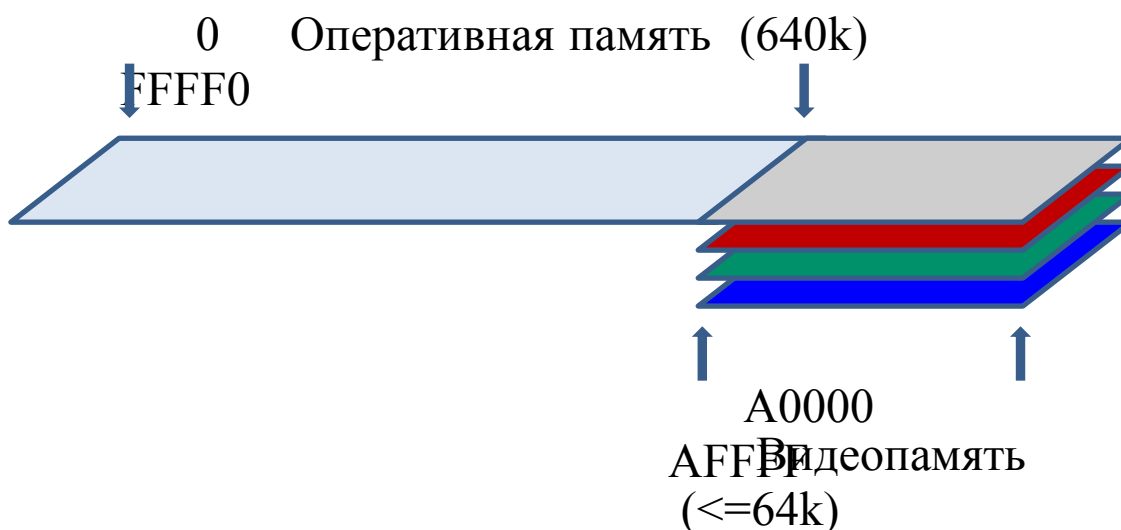 0 Оперативная память (640k)
FFFF0
A0000
AFFFF Видеопамять
(<=64k)